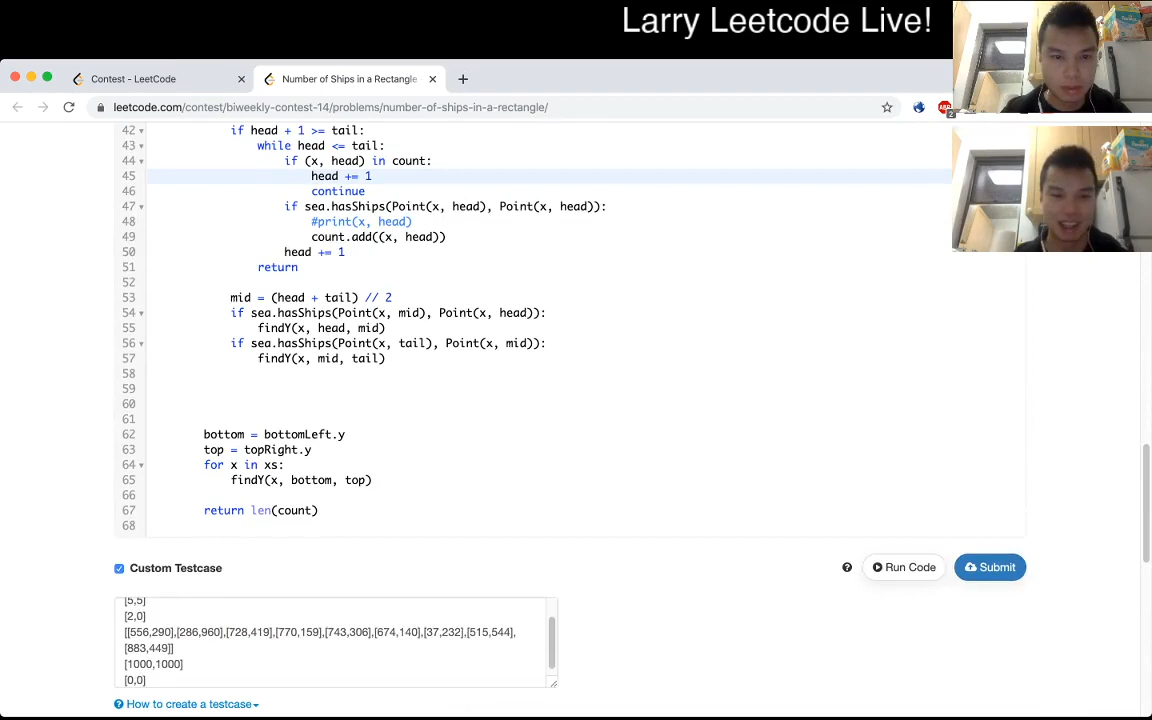 Larry Leetcode Live!
Contest - LeetCode
Number of Ships in a Rectangle
leetcode.com/contest/biweekly-contest-14/problems/number-of-ships-in-a-rectangle/
42 if head + 1 >= tail:
43 while head <= tail:
44 if (x, head) in count:
45 head += 1
46 continue
47 if sea.hasShips(Point(x, head), Point(x, head)):
48 #print(x, head)
49 count.add((x, head))
50 head += 1
51 return
52
53 mid = (head + tail) // 2
54 if sea.hasShips(Point(x, mid), Point(x, head)):
55 findY(x, head, mid)
56 if sea.hasShips(Point(x, tail), Point(x, mid)):
57 findY(x, mid, tail)
58
59
60
61
62 bottom = bottomLeft.y
63 top = topRight.y
64 for x in xs:
65 findY(x, bottom, top)
66
67 return len(count)
68
Custom Testcase
Run Code
Submit
[5,5]
[2,0]
[[556,290],[286,960],[728,419],[770,159],[743,306],[674,140],[37,232],[515,544],
[883,449]]
[1000,1000]
[0,0]
How to create a testcase